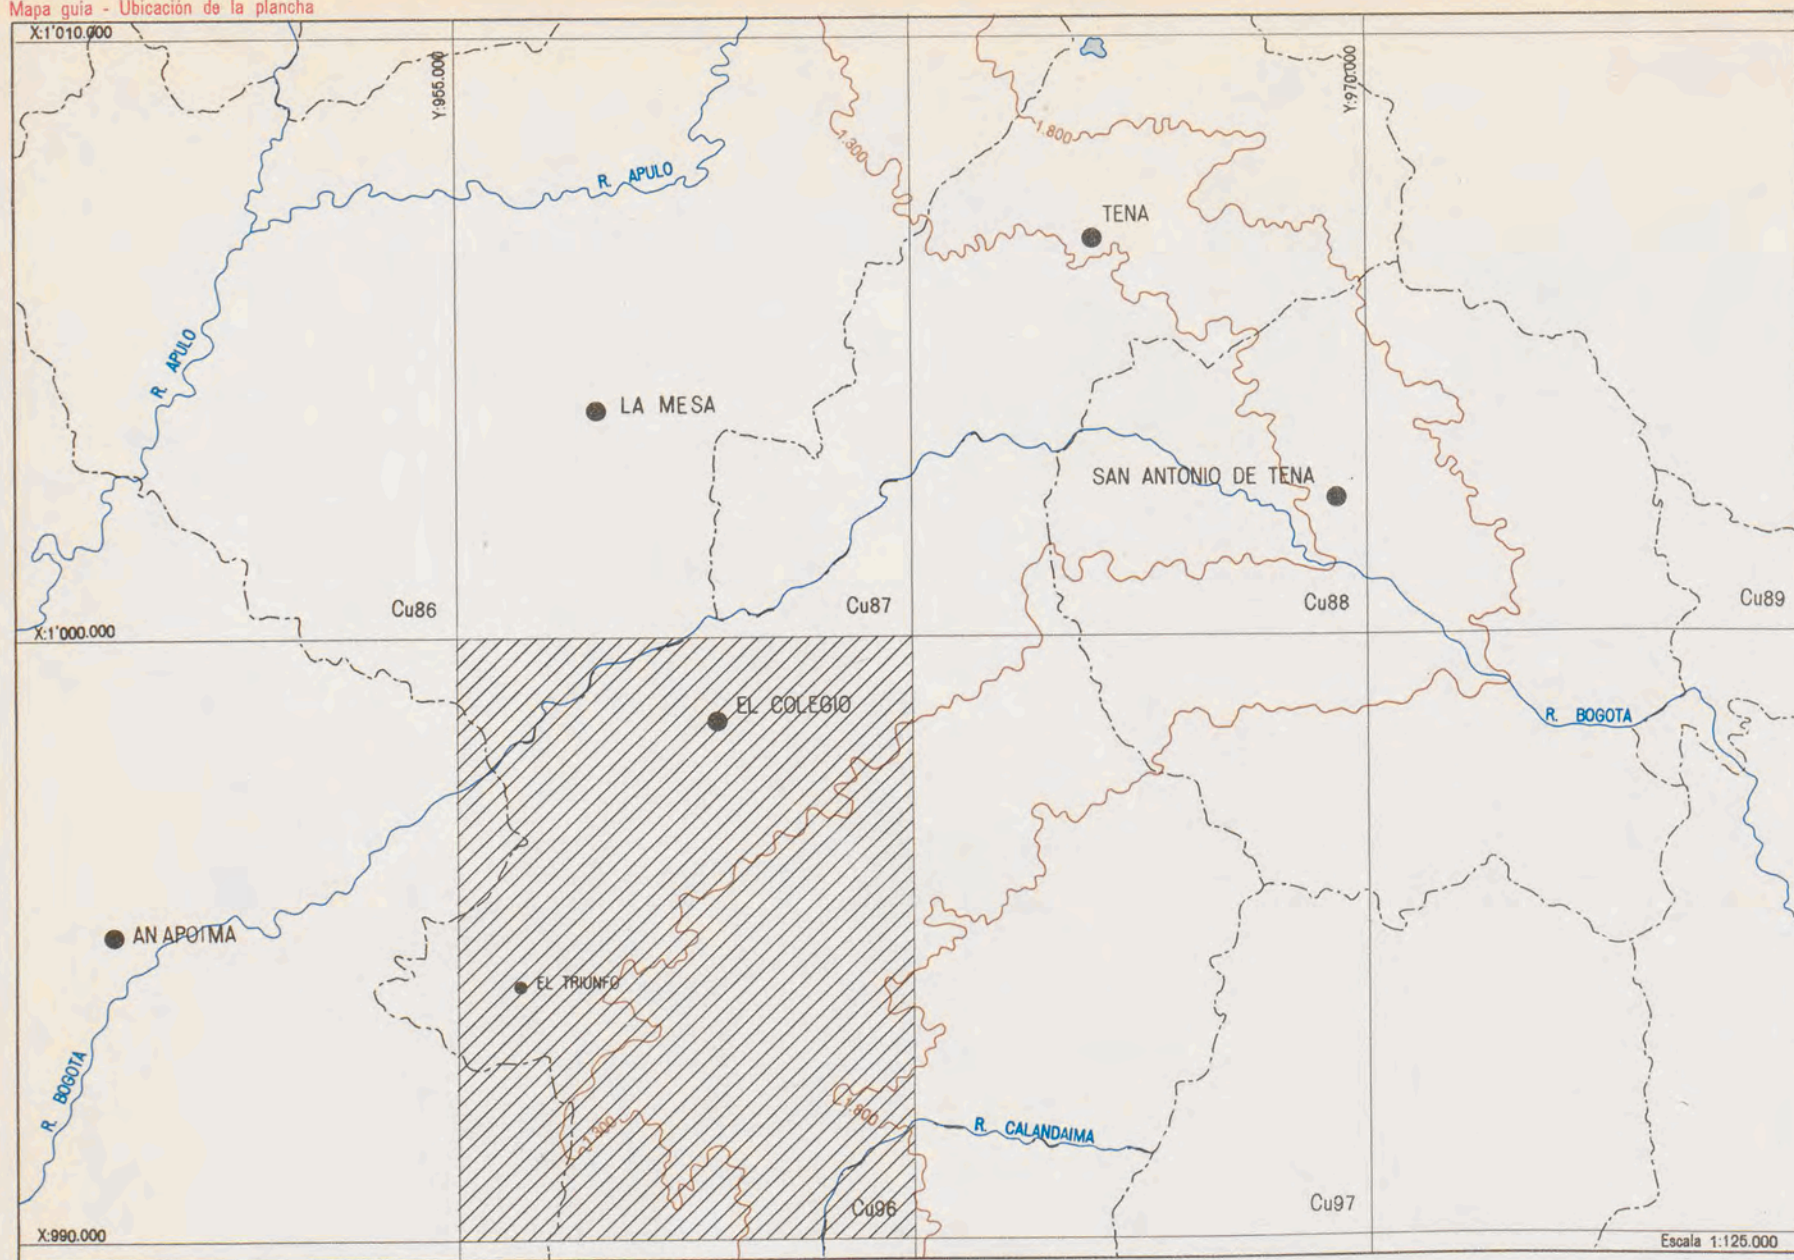 Mapa guia - Ubicación de la plancha
X:1'010.000
Y:955.000
Y:970.000
1.300
1.800
R. APULO
TENA
R. APULO
LA MESA
SAN ANTONIO DE TENA
Cu86
Cu87
Cu88
Cu89
X:1'000.000
EL COLEGIO
R. BOGOTA
AN APOIMA
EL TRIUNFO
R. BOGOTA
1.300
1.800
R. CALANDAIMA
Cu96
Cu97
X:990.000
Escala 1:125.000